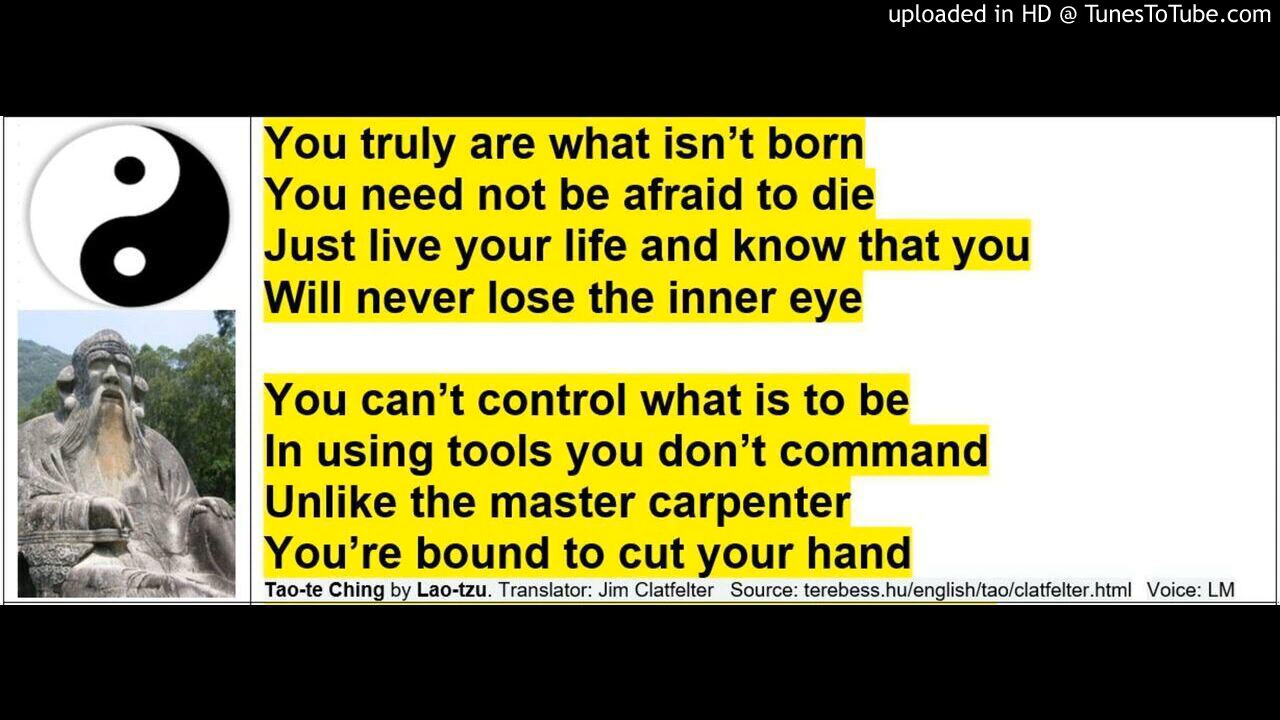 uploaded in HD @ TunesToTube.com
You truly are what isn’t born
You need not be afraid to die
Just live your life and know that you
Will never lose the inner eye
You can’t control what is to be
In using tools you don’t command
Unlike the master carpenter
You’re bound to cut your hand
Tao-te Ching by Lao-tzu. Translator: Jim Clatfelter Source: terebess.hu/english/tao/clatfelter.html Voice: LM